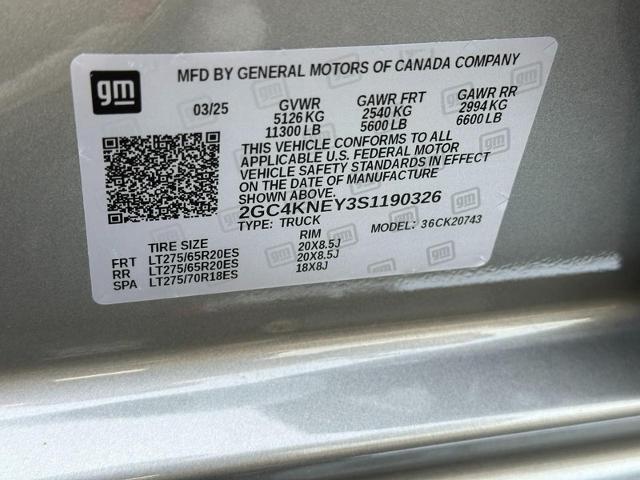 gm
MFD BY GENERAL MOTORS OF CANADA COMPANY
03/25 GVWR GAWR FRT GAWR RR
5126 KG 2540 KG 2994 KG
11300 LB 5600 LB 6600 LB
THIS VEHICLE CONFORMS TO ALL
APPLICABLE U.S. FEDERAL MOTOR
VEHICLE SAFETY STANDARDS IN EFFECT
ON THE DATE OF MANUFACTURE
SHOWN ABOVE.
2GC4KNEY3S1190326
TYPE: TRUCK MODEL: 36CK20743
TIRE SIZE RIM
FRT LT275/65R20ES 20X8.5J
RR LT275/65R20ES 20X8.5J
SPA LT275/70R18ES 18X8J